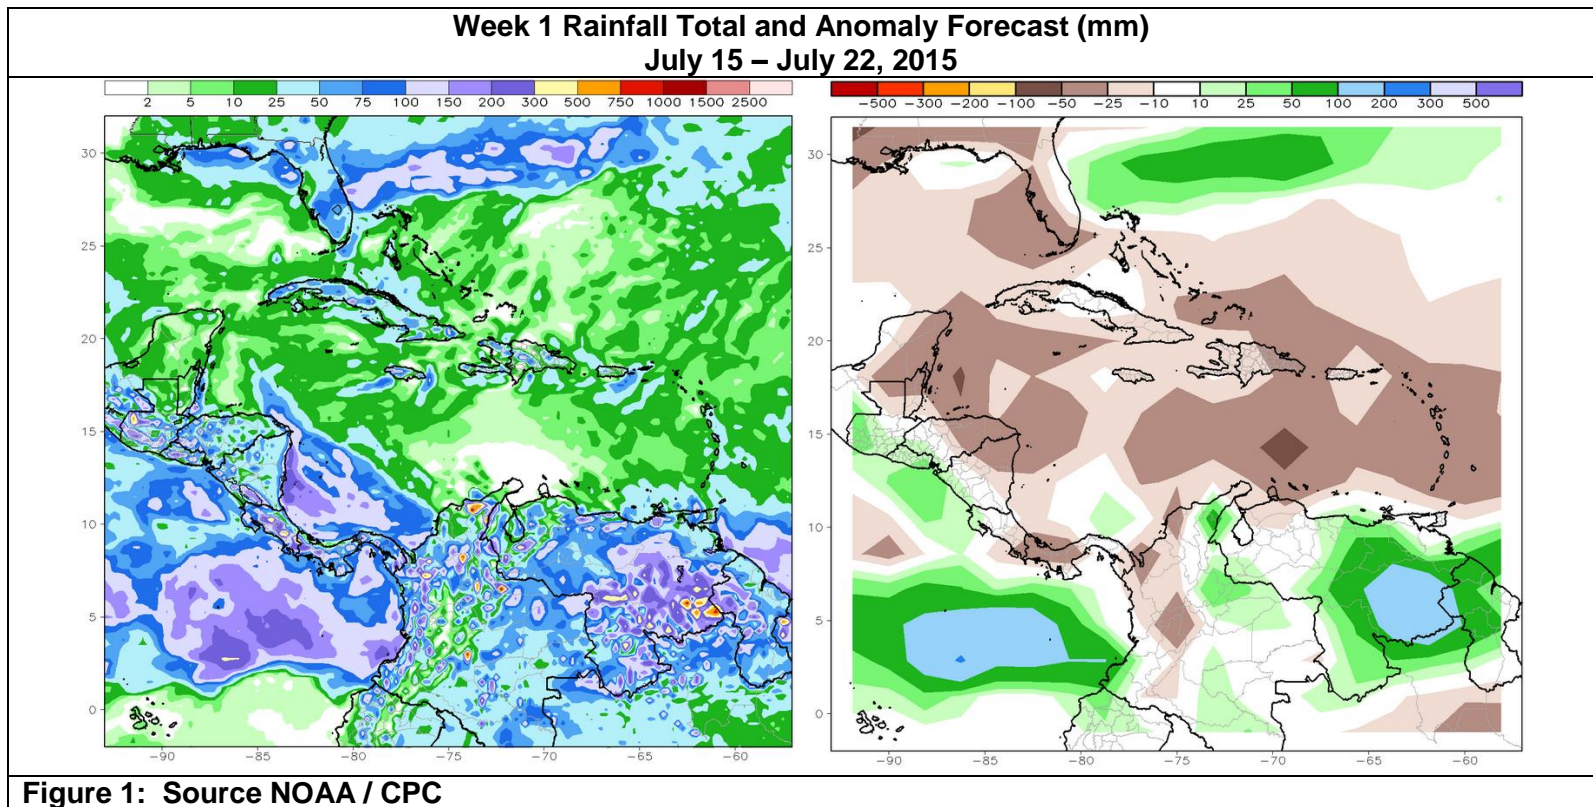 Week 1 Rainfall Total and Anomaly Forecast (mm)
July 15 – July 22, 2015
2 5 10 25 50 75 100 150 200 300 500 750 1000 1500 2500
−500 −300 −200 −100 −50 −25 −10 10 25 50 100 200 300 500
30
25
20
15
10
5
0
−90 −85 −80 −75 −70 −65 −60
30
25
20
15
10
5
0
−90 −85 −80 −75 −70 −65 −60
Figure 1: Source NOAA / CPC